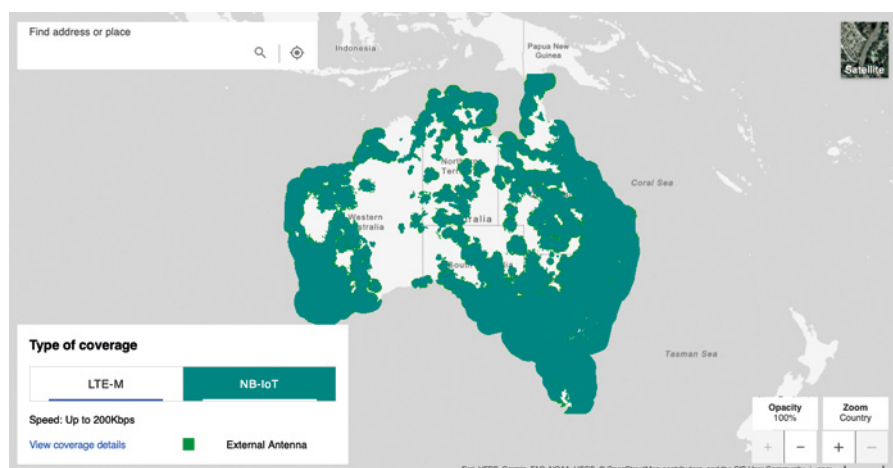 Find address or place
Indonesia
Papua New
Guinea
Satellite
Coral Sea
Western
Tasman Sea
Type of coverage
LTE-M
NB-IoT
Speed: Up to 200Kbps
View coverage details
External Antenna
Opacity
100%
Zoom
Country
+
−
+
−